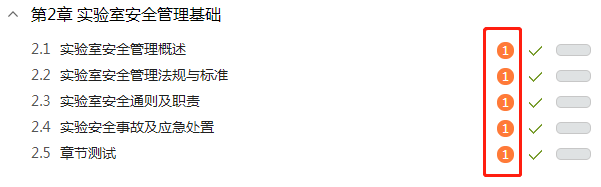 第2章 实验室安全管理基础
2.1 实验室安全管理概述 1
2.2 实验室安全管理法规与标准 1
2.3 实验室安全通则及职责 1
2.4 实验安全事故及应急处置 1
2.5 章节测试 1